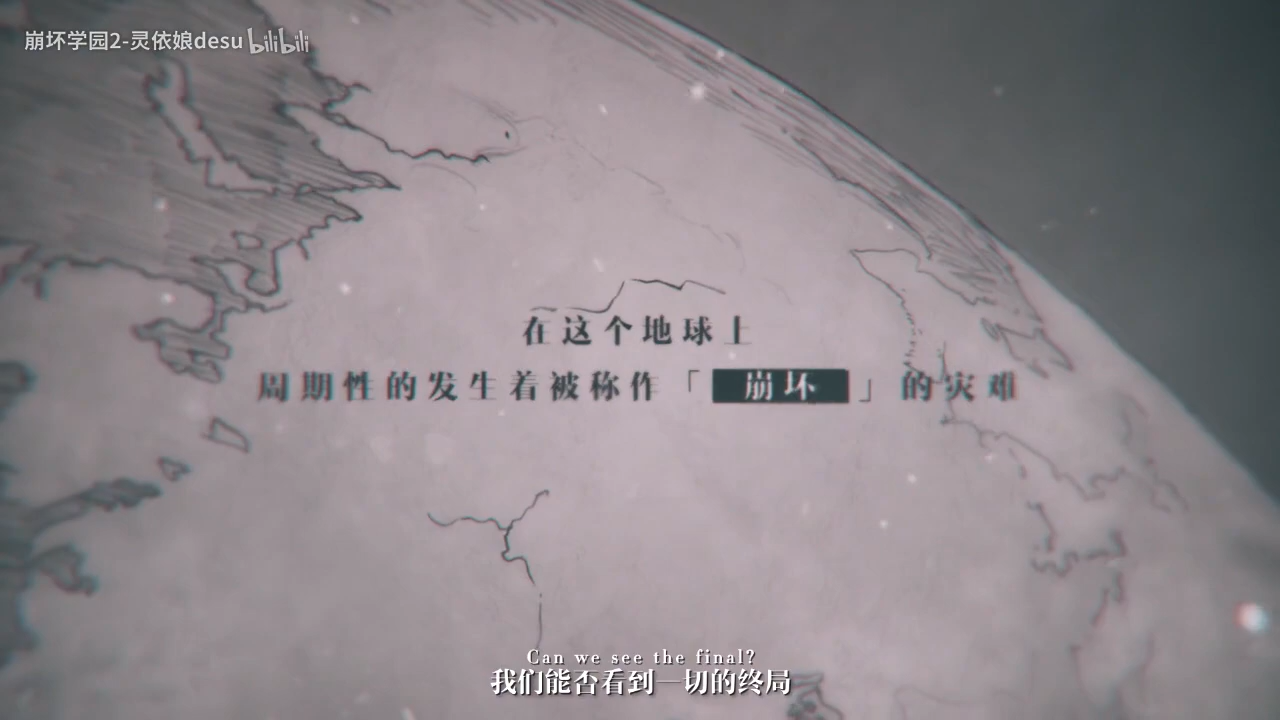 崩坏学园2-灵依娘desu bilibili
在这个地球上
周期性的发生着被称作「崩坏」的灾难
Can we see the final?
我们能否看到一切的终局